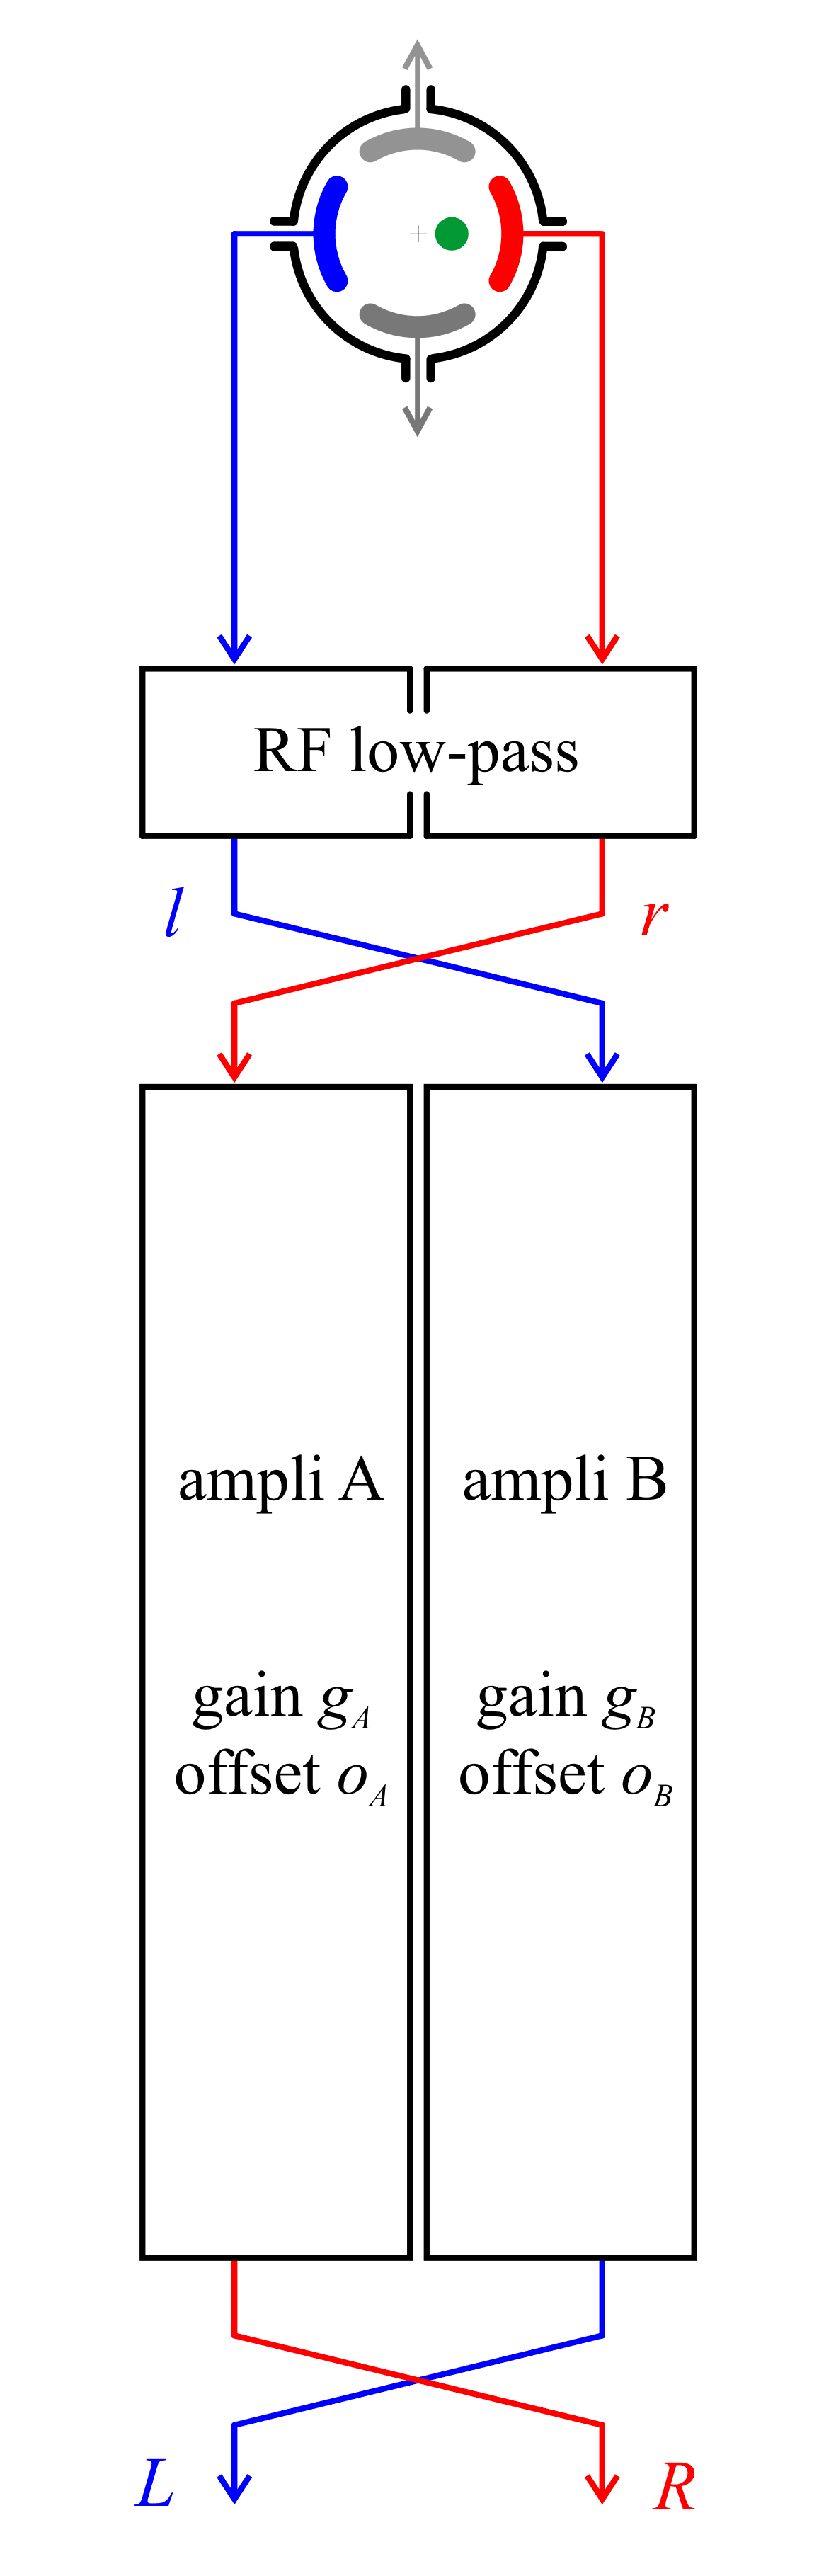 RF low-pass
l
r
ampli A
ampli B
gain g_A
offset o_A
gain g_B
offset o_B
L
R